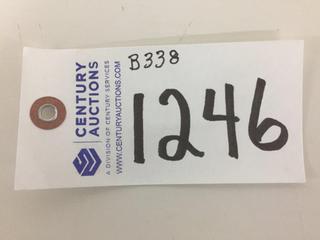 CENTURY
AUCTIONS
A DIVISION OF CENTURY SERVICES
WWW.CENTURYAUCTIONS.COM
B338
1246